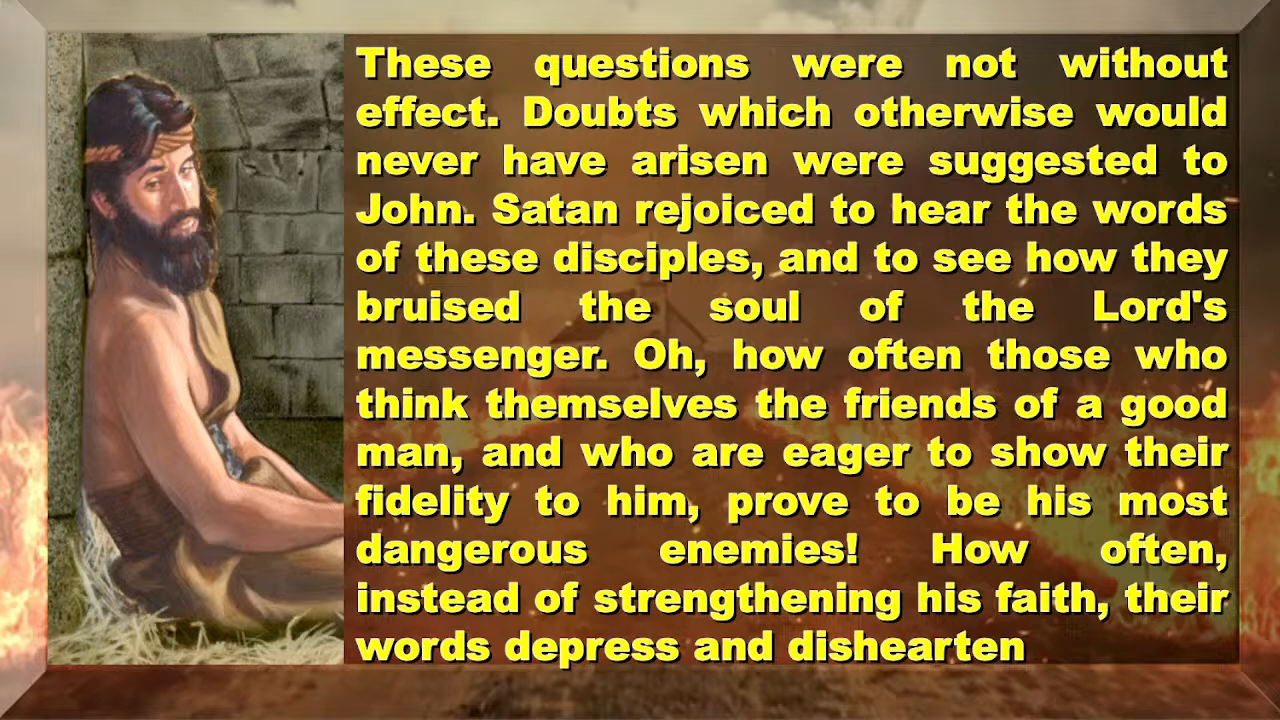 These questions were not without
effect. Doubts which otherwise would
never have arisen were suggested to
John. Satan rejoiced to hear the words
of these disciples, and to see how they
bruised the soul of the Lord's
messenger. Oh, how often those who
think themselves the friends of a good
man, and who are eager to show their
fidelity to him, prove to be his most
dangerous enemies! How often,
instead of strengthening his faith, their
words depress and dishearten